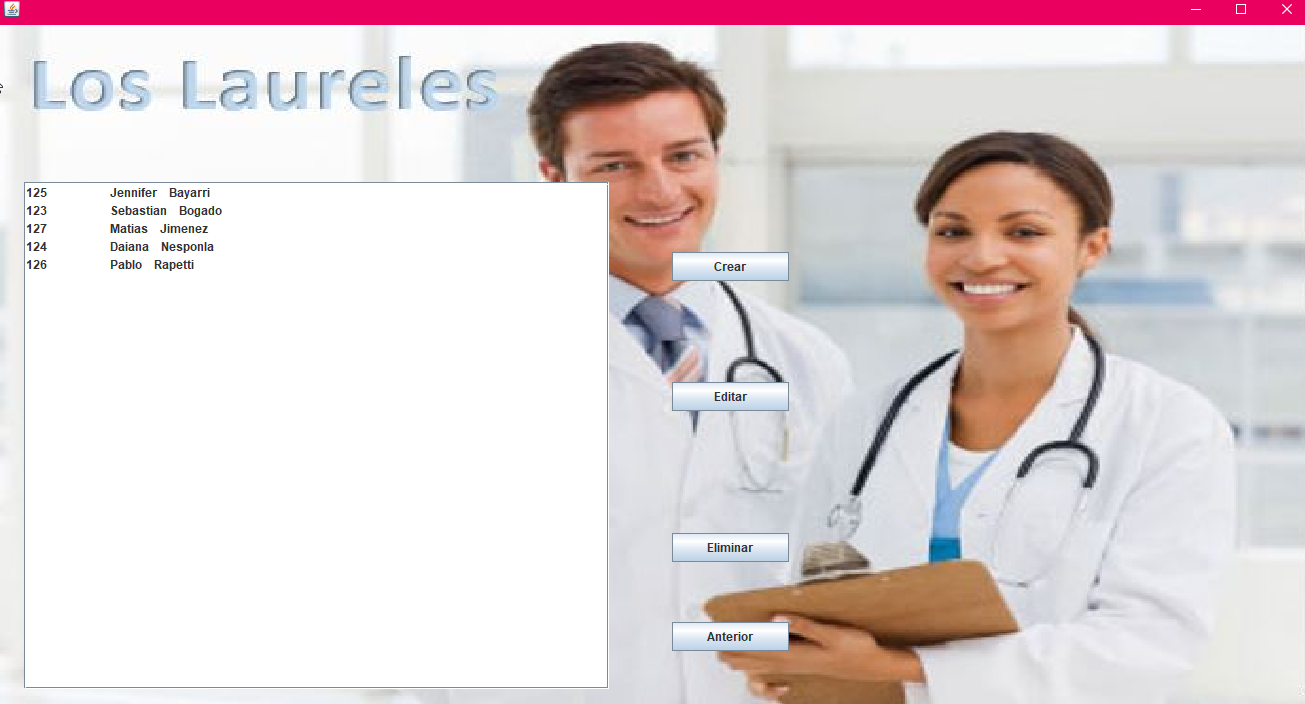 Los Laureles
125 Jennifer Bayarri
123 Sebastian Bogado
127 Matias Jimenez
124 Daiana Nesponla
126 Pablo Rapetti
Crear
Editar
Eliminar
Anterior